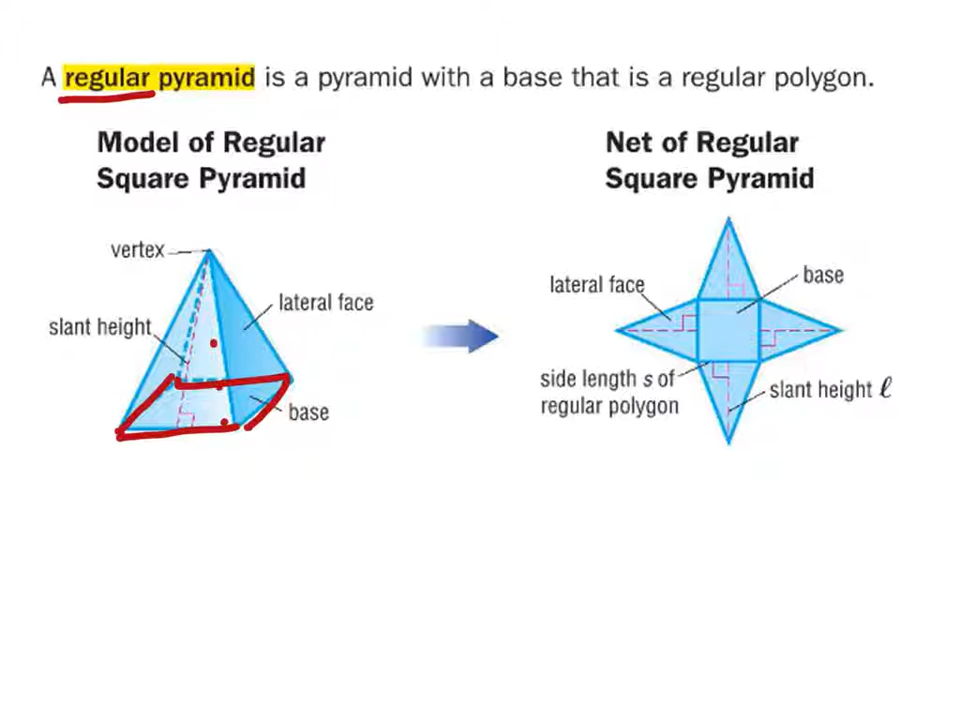 A regular pyramid is a pyramid with a base that is a regular polygon.
Model of Regular
Square Pyramid
vertex
lateral face
slant height
base
Net of Regular
Square Pyramid
lateral face
base
side length s of
regular polygon
slant height ℓ